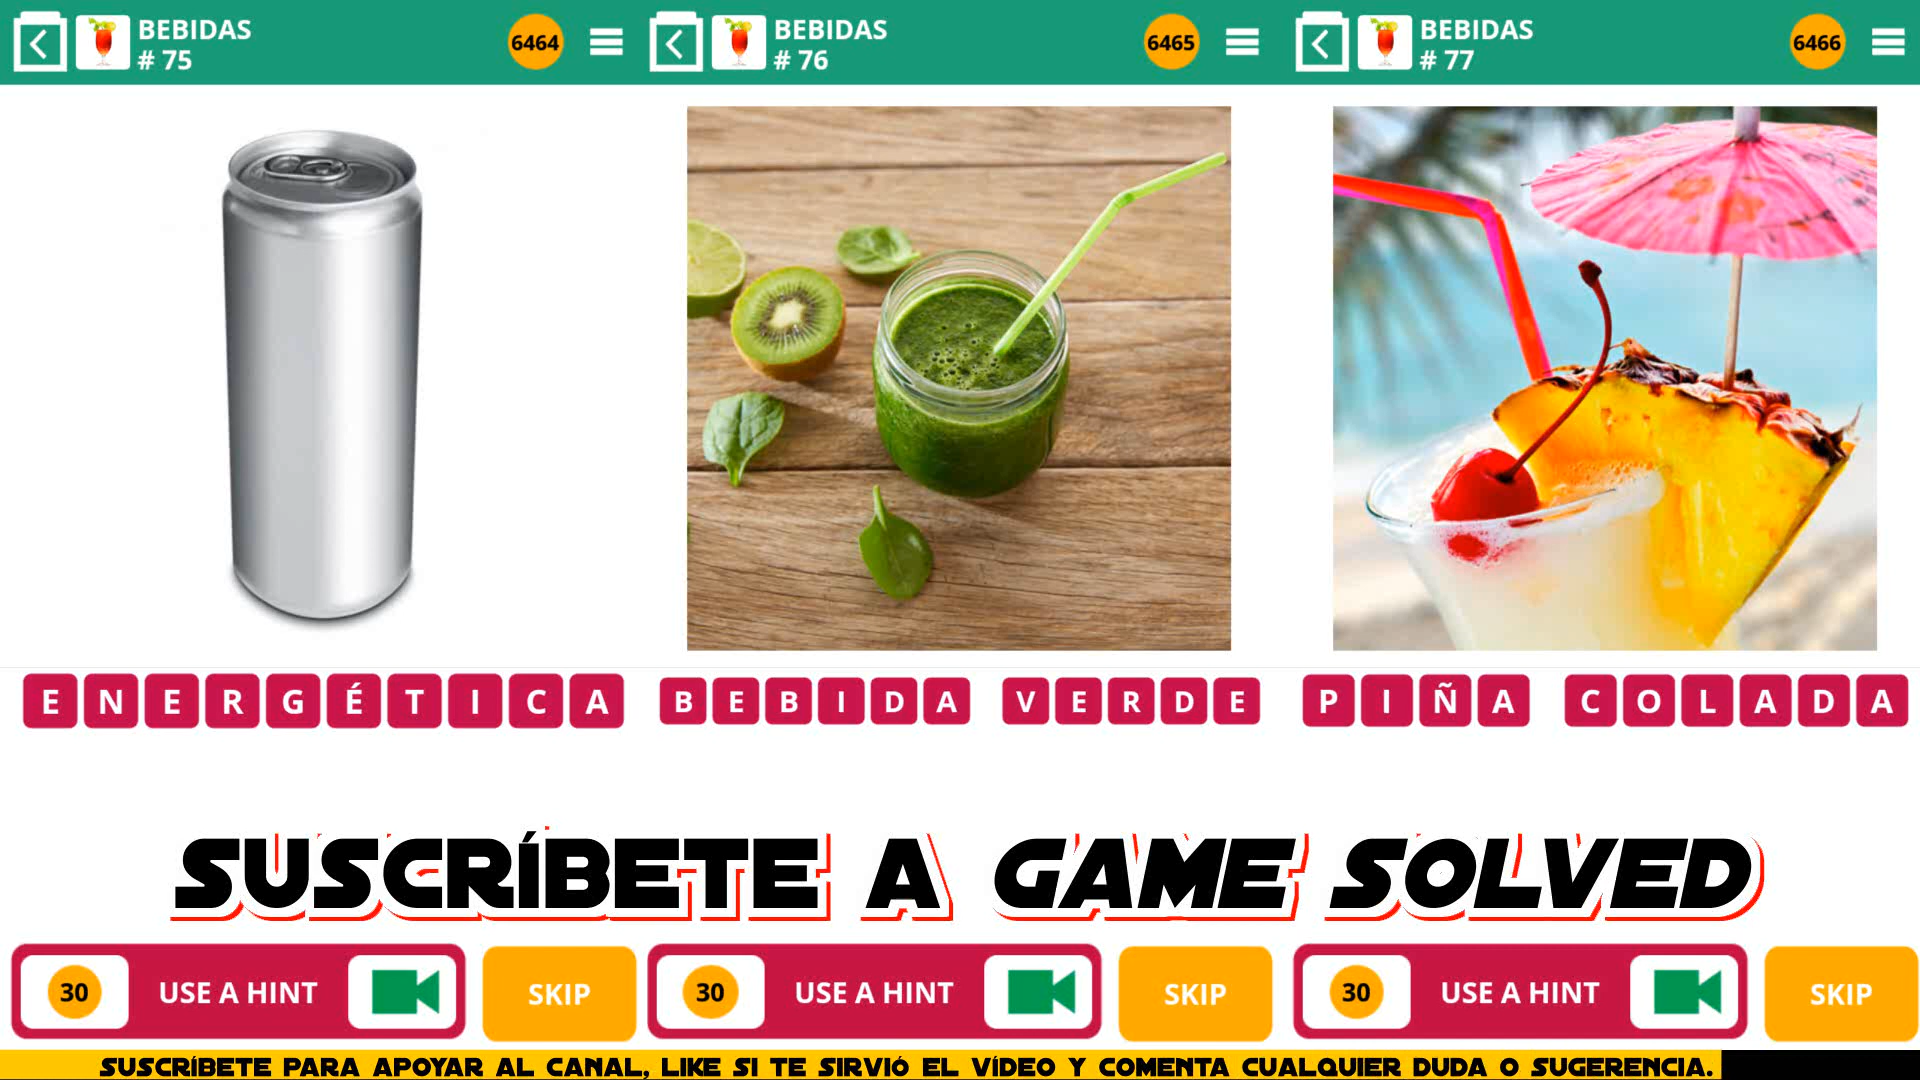 BEBIDAS
# 75
6464
BEBIDAS
# 76
6465
BEBIDAS
# 77
6466
ENERGÉTICA
BEBIDA VERDE
PIÑA COLADA
SUSCRÍBETE A GAME SOLVED
30 USE A HINT SKIP
30 USE A HINT SKIP
30 USE A HINT SKIP
SUSCRÍBETE PARA APOYAR AL CANAL, LIKE SI TE SIRVIÓ EL VÍDEO Y COMENTA CUALQUIER DUDA O SUGERENCIA.